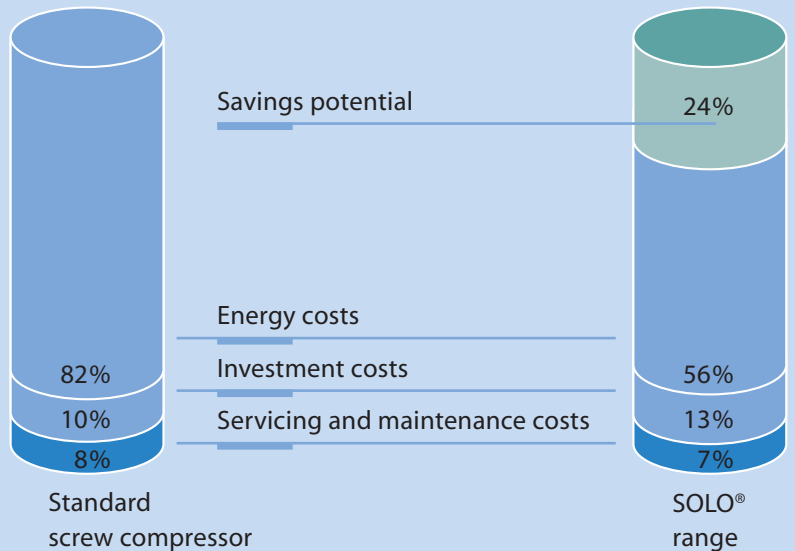 Savings potential
24%
Energy costs
82%
Investment costs
56%
10%
Servicing and maintenance costs
13%
8%
7%
Standard
screw compressor
SOLO®
range